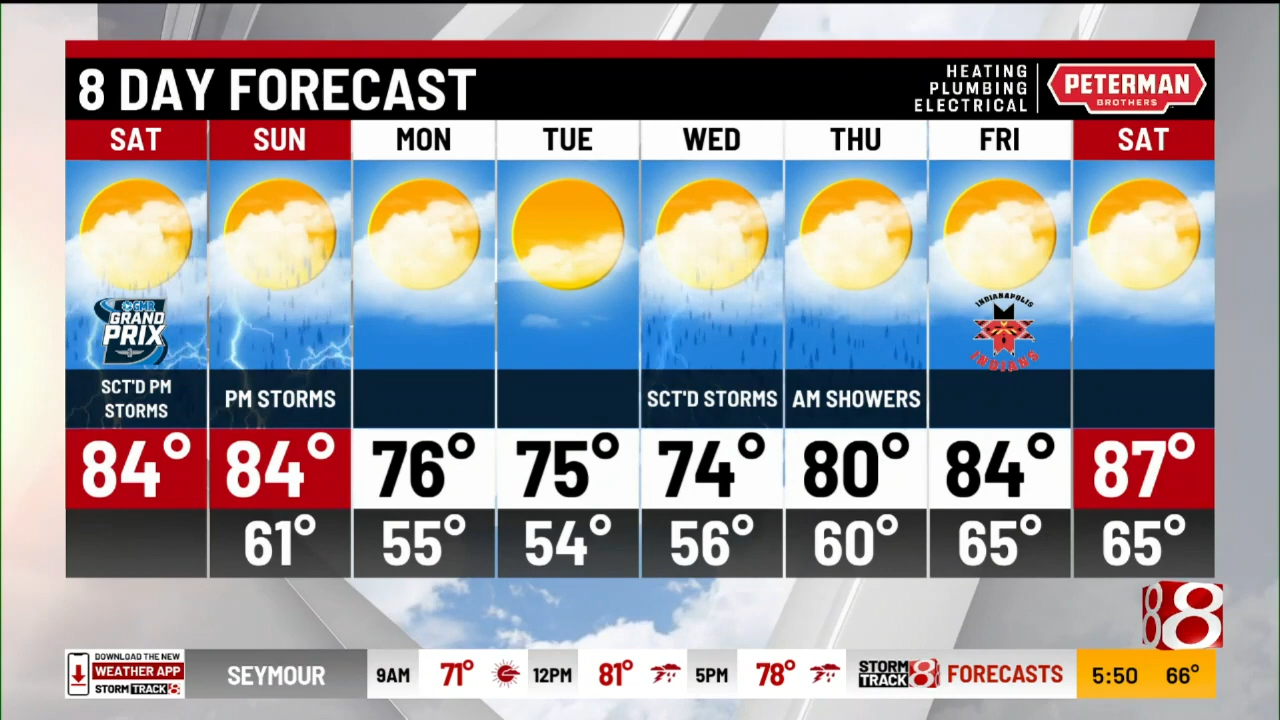 8 DAY FORECAST
HEATING
PLUMBING
ELECTRICAL
PETERMAN
BROTHERS
SAT SUN MON TUE WED THU FRI SAT
GMR
GRAND
PRIX
INDIANAPOLIS
INDIANS
SCT'D PM
STORMS
PM STORMS
SCT'D STORMS
AM SHOWERS
84° 84° 76° 75° 74° 80° 84° 87°
61° 55° 54° 56° 60° 65° 65°
8 8
DOWNLOAD THE NEW
WEATHER APP
STORM TRACK 8
SEYMOUR
9AM 71° 12PM 81° 5PM 78°
STORM
TRACK 8
FORECASTS
5:50 66°